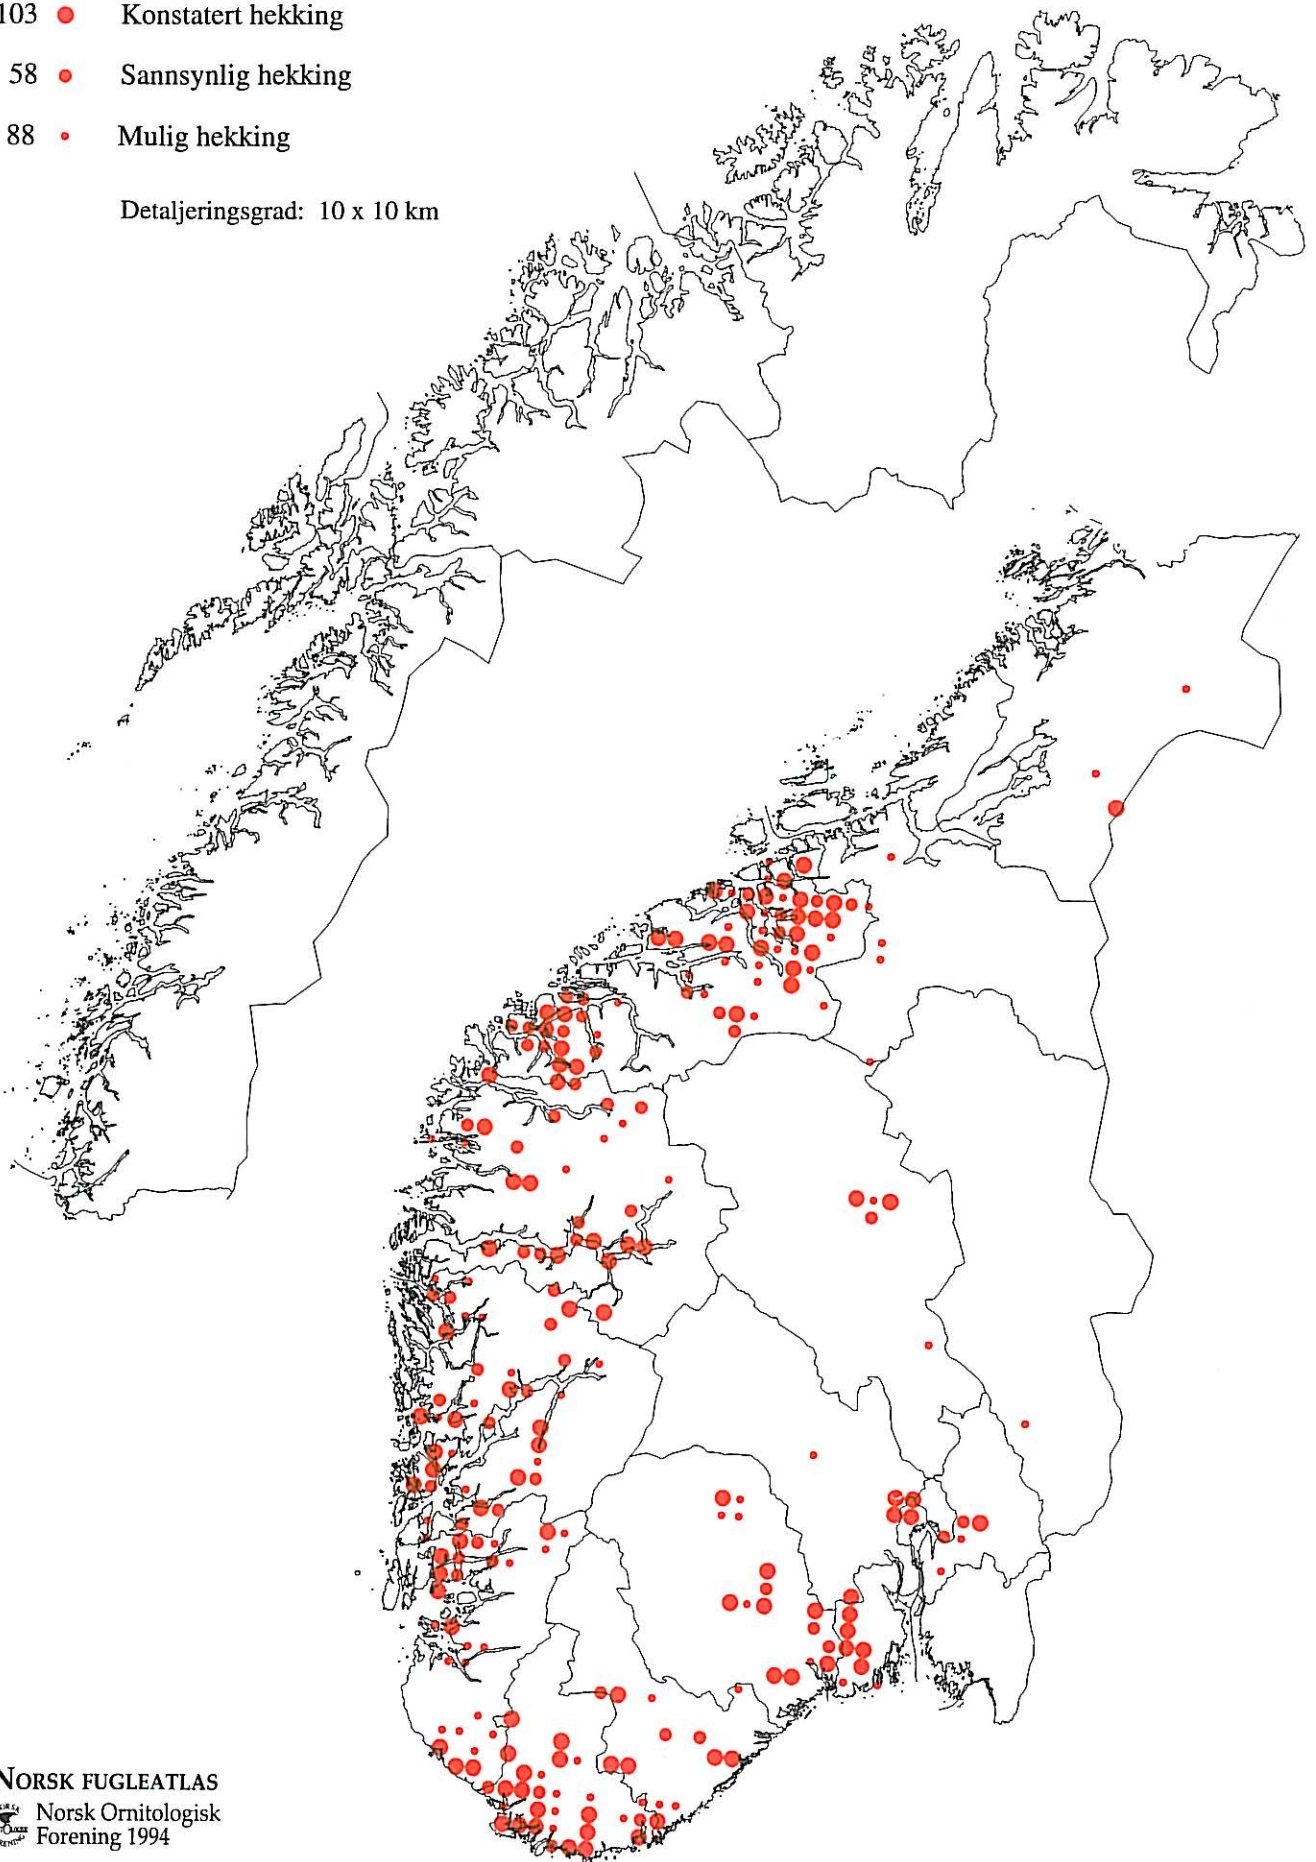 103 Konstatert hekking
58 Sannsynlig hekking
88 Mulig hekking
Detaljeringsgrad: 10 x 10 km
NORSK FUGLEATLAS
Norsk Ornitologisk
Forening 1994